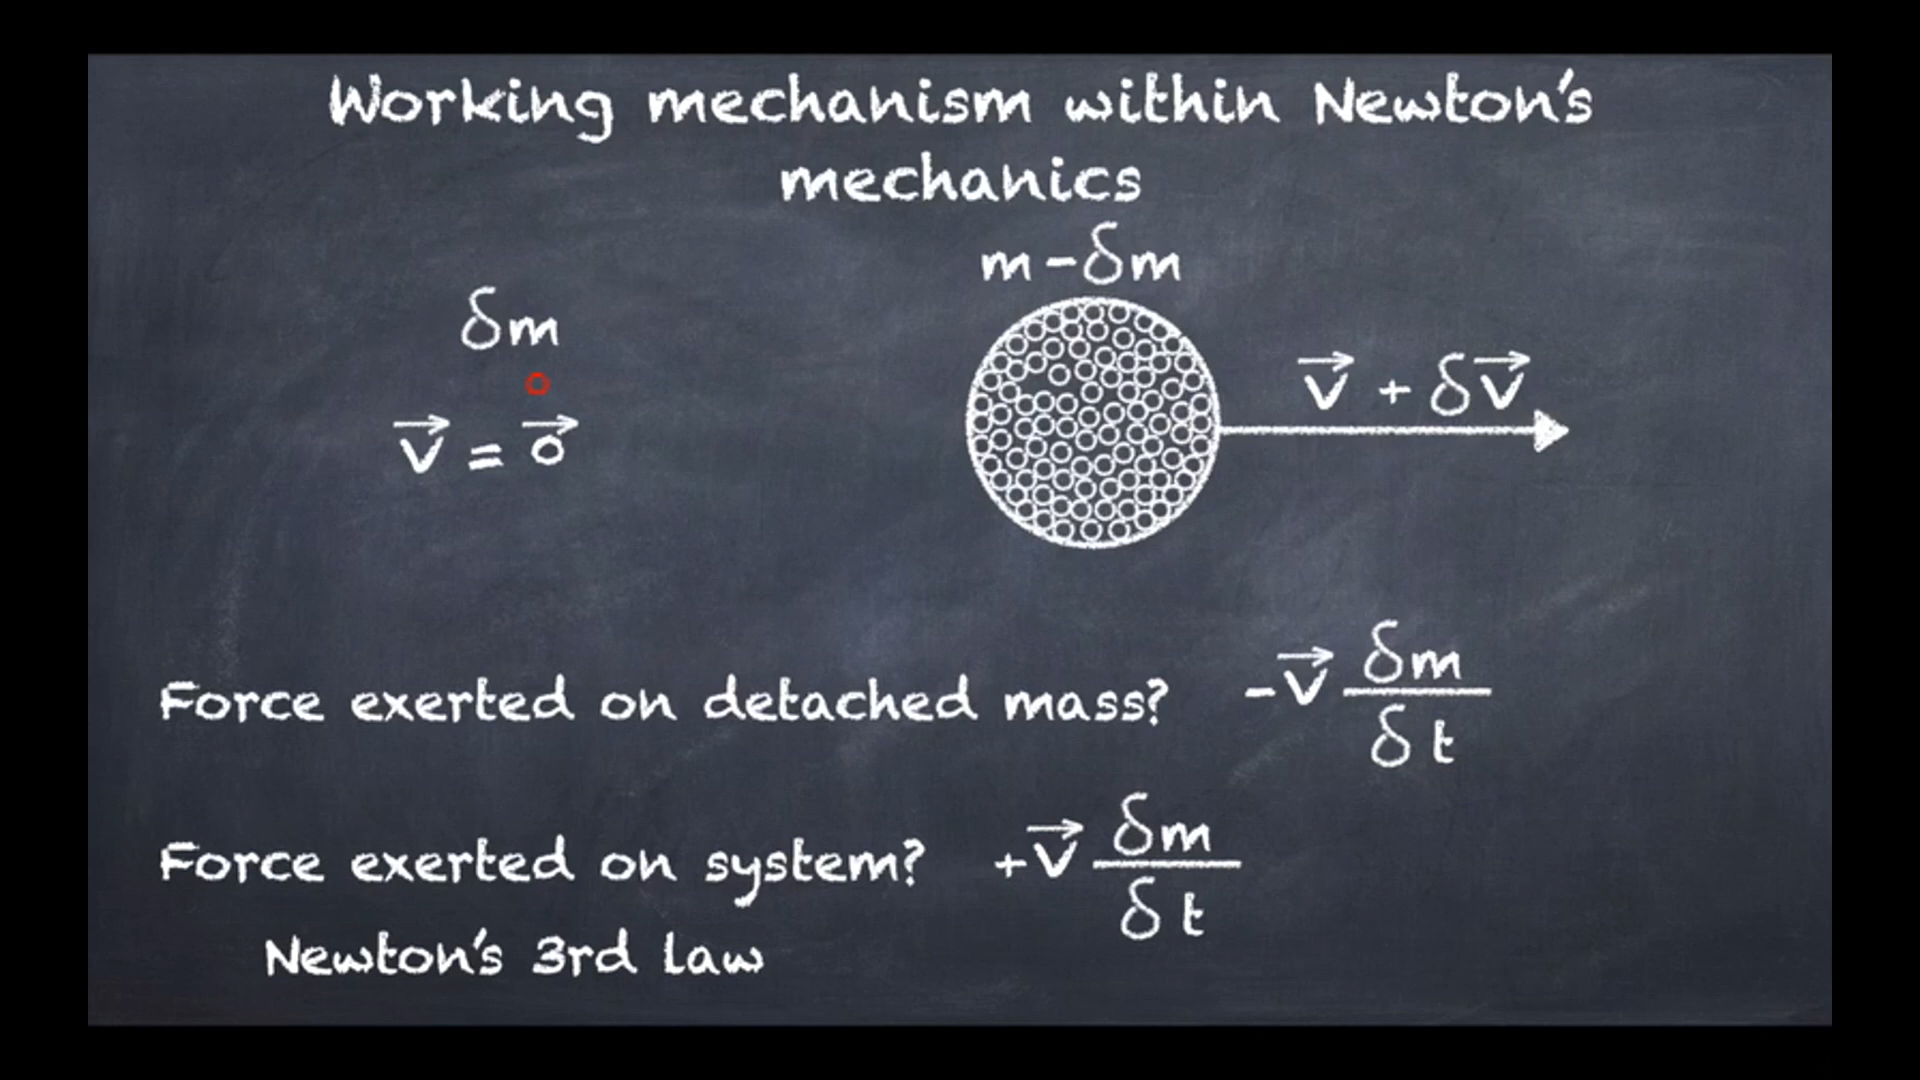 Working mechanism within Newton's
mechanics
m - δm
δm
v⃗ + δv⃗
v⃗ = o⃗
Force exerted on detached mass? -v⃗ δm/δt
Force exerted on system? +v⃗ δm/δt
Newton's 3rd law